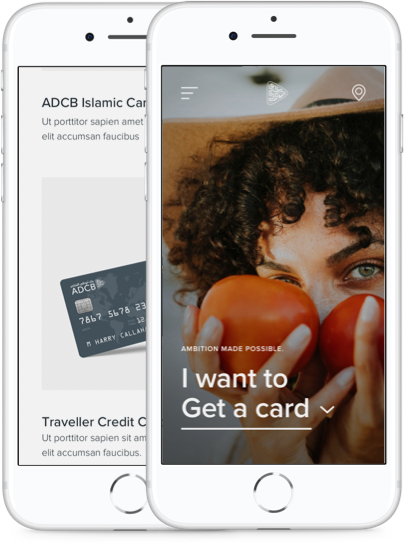 ADCB Islamic Car
Ut porttitor sapien amet
elit accumsan faucibus
ADCB
7867 5678 23
M HARRY CALLAHA
Traveller Credit C
Ut porttitor sapien sit am
elit accumsan faucibus.
AMBITION MADE POSSIBLE.
I want to
Get a card